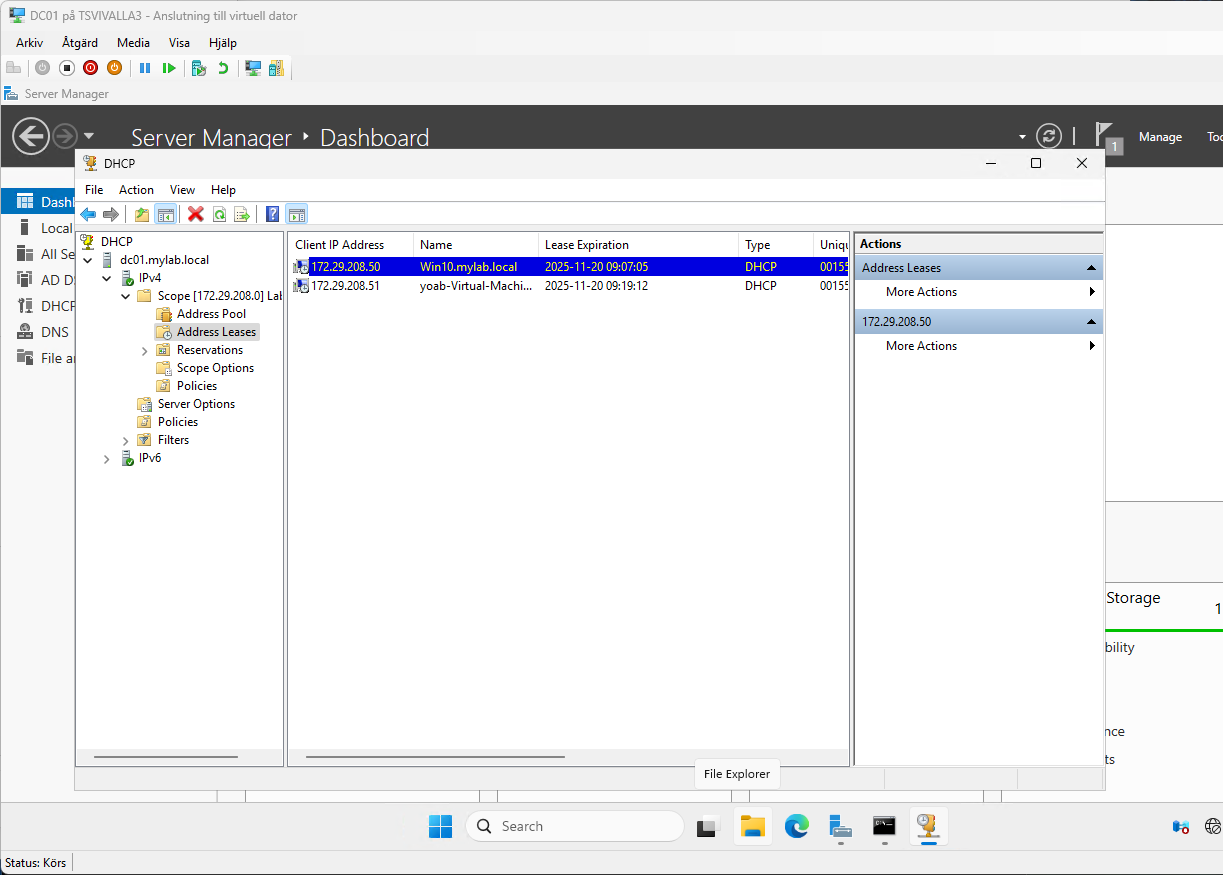 DC01 på TSVIVALLA3 - Anslutning till virtuell dator
Arkiv Åtgärd Media Visa Hjälp
Server Manager
Server Manager Dashboard
1 Manage Too
DHCP
File Action View Help
Dashb
Local
All Se
AD D
DHCP
DNS
File a
DHCP
dc01.mylab.local
IPv4
Scope [172.29.208.0] Lab
Address Pool
Address Leases
Reservations
Scope Options
Policies
Server Options
Policies
Filters
IPv6
Client IP Address Name Lease Expiration Type Uniqu
172.29.208.50 Win10.mylab.local 2025-11-20 09:07:05 DHCP 00155
172.29.208.51 yoab-Virtual-Machi... 2025-11-20 09:19:12 DHCP 00155
Actions
Address Leases
More Actions
172.29.208.50
More Actions
Storage
1
bility
nce
ts
File Explorer
Search
Status: Körs